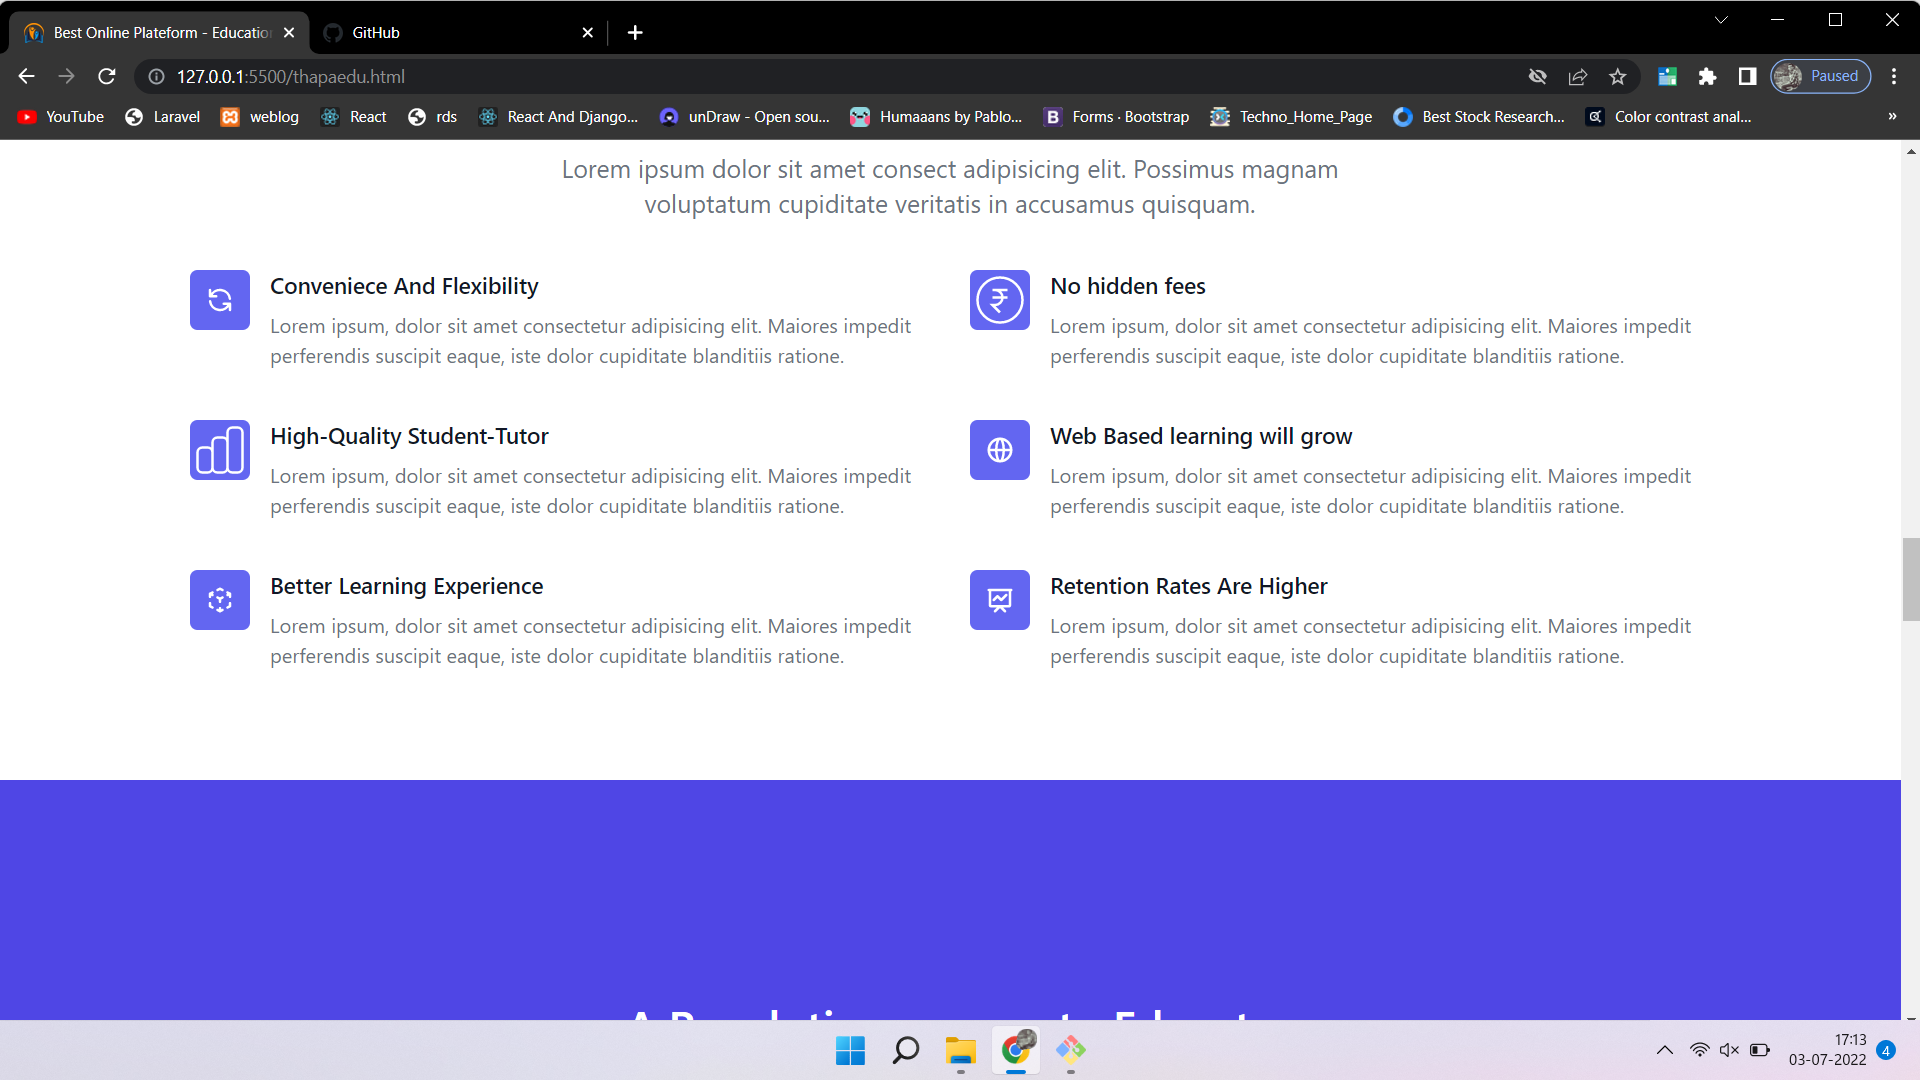 Best Online Plateform - Educatio
GitHub
127.0.0.1:5500/thapaedu.html
Paused
YouTube
Laravel
weblog
React
rds
React And Django...
unDraw - Open sou...
Humaaans by Pablo...
Forms · Bootstrap
Techno_Home_Page
Best Stock Research...
Color contrast anal...
»
Lorem ipsum dolor sit amet consect adipisicing elit. Possimus magnam
voluptatum cupiditate veritatis in accusamus quisquam.
Conveniece And Flexibility
Lorem ipsum, dolor sit amet consectetur adipisicing elit. Maiores impedit
perferendis suscipit eaque, iste dolor cupiditate blanditiis ratione.
No hidden fees
Lorem ipsum, dolor sit amet consectetur adipisicing elit. Maiores impedit
perferendis suscipit eaque, iste dolor cupiditate blanditiis ratione.
High-Quality Student-Tutor
Lorem ipsum, dolor sit amet consectetur adipisicing elit. Maiores impedit
perferendis suscipit eaque, iste dolor cupiditate blanditiis ratione.
Web Based learning will grow
Lorem ipsum, dolor sit amet consectetur adipisicing elit. Maiores impedit
perferendis suscipit eaque, iste dolor cupiditate blanditiis ratione.
Better Learning Experience
Lorem ipsum, dolor sit amet consectetur adipisicing elit. Maiores impedit
perferendis suscipit eaque, iste dolor cupiditate blanditiis ratione.
Retention Rates Are Higher
Lorem ipsum, dolor sit amet consectetur adipisicing elit. Maiores impedit
perferendis suscipit eaque, iste dolor cupiditate blanditiis ratione.
17:13
03-07-2022
4